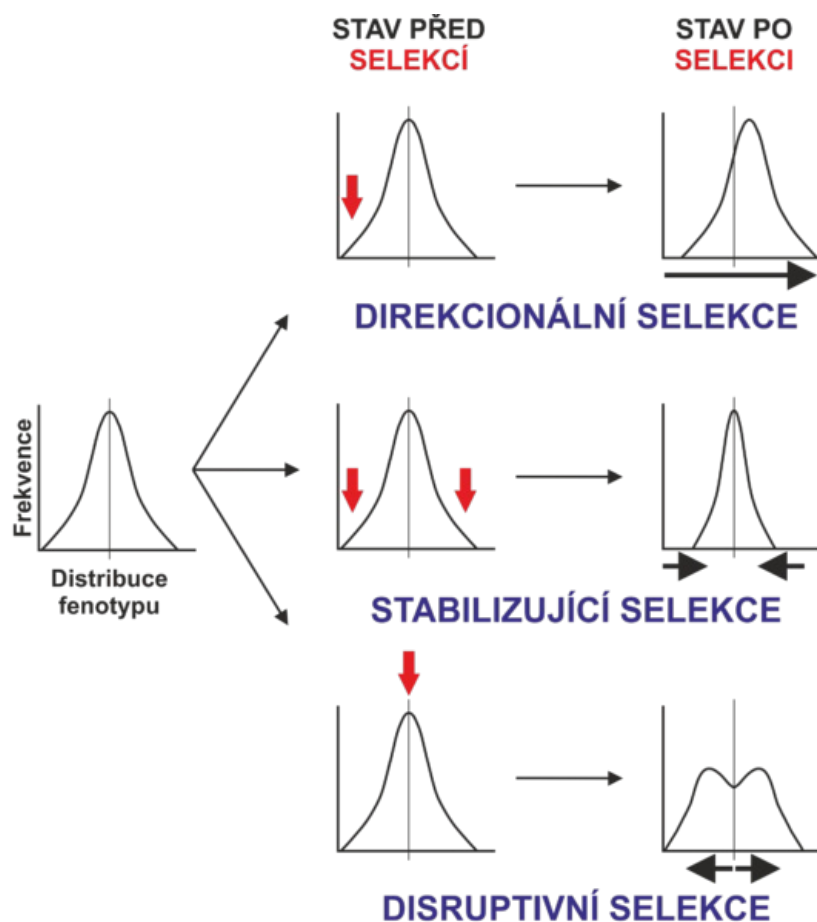 STAV PŘED
SELEKCÍ
STAV PO
SELEKCI
DIREKCIONÁLNÍ SELEKCE
Frekvence
Distribuce
fenotypu
STABILIZUJÍCÍ SELEKCE
DISRUPTIVNÍ SELEKCE